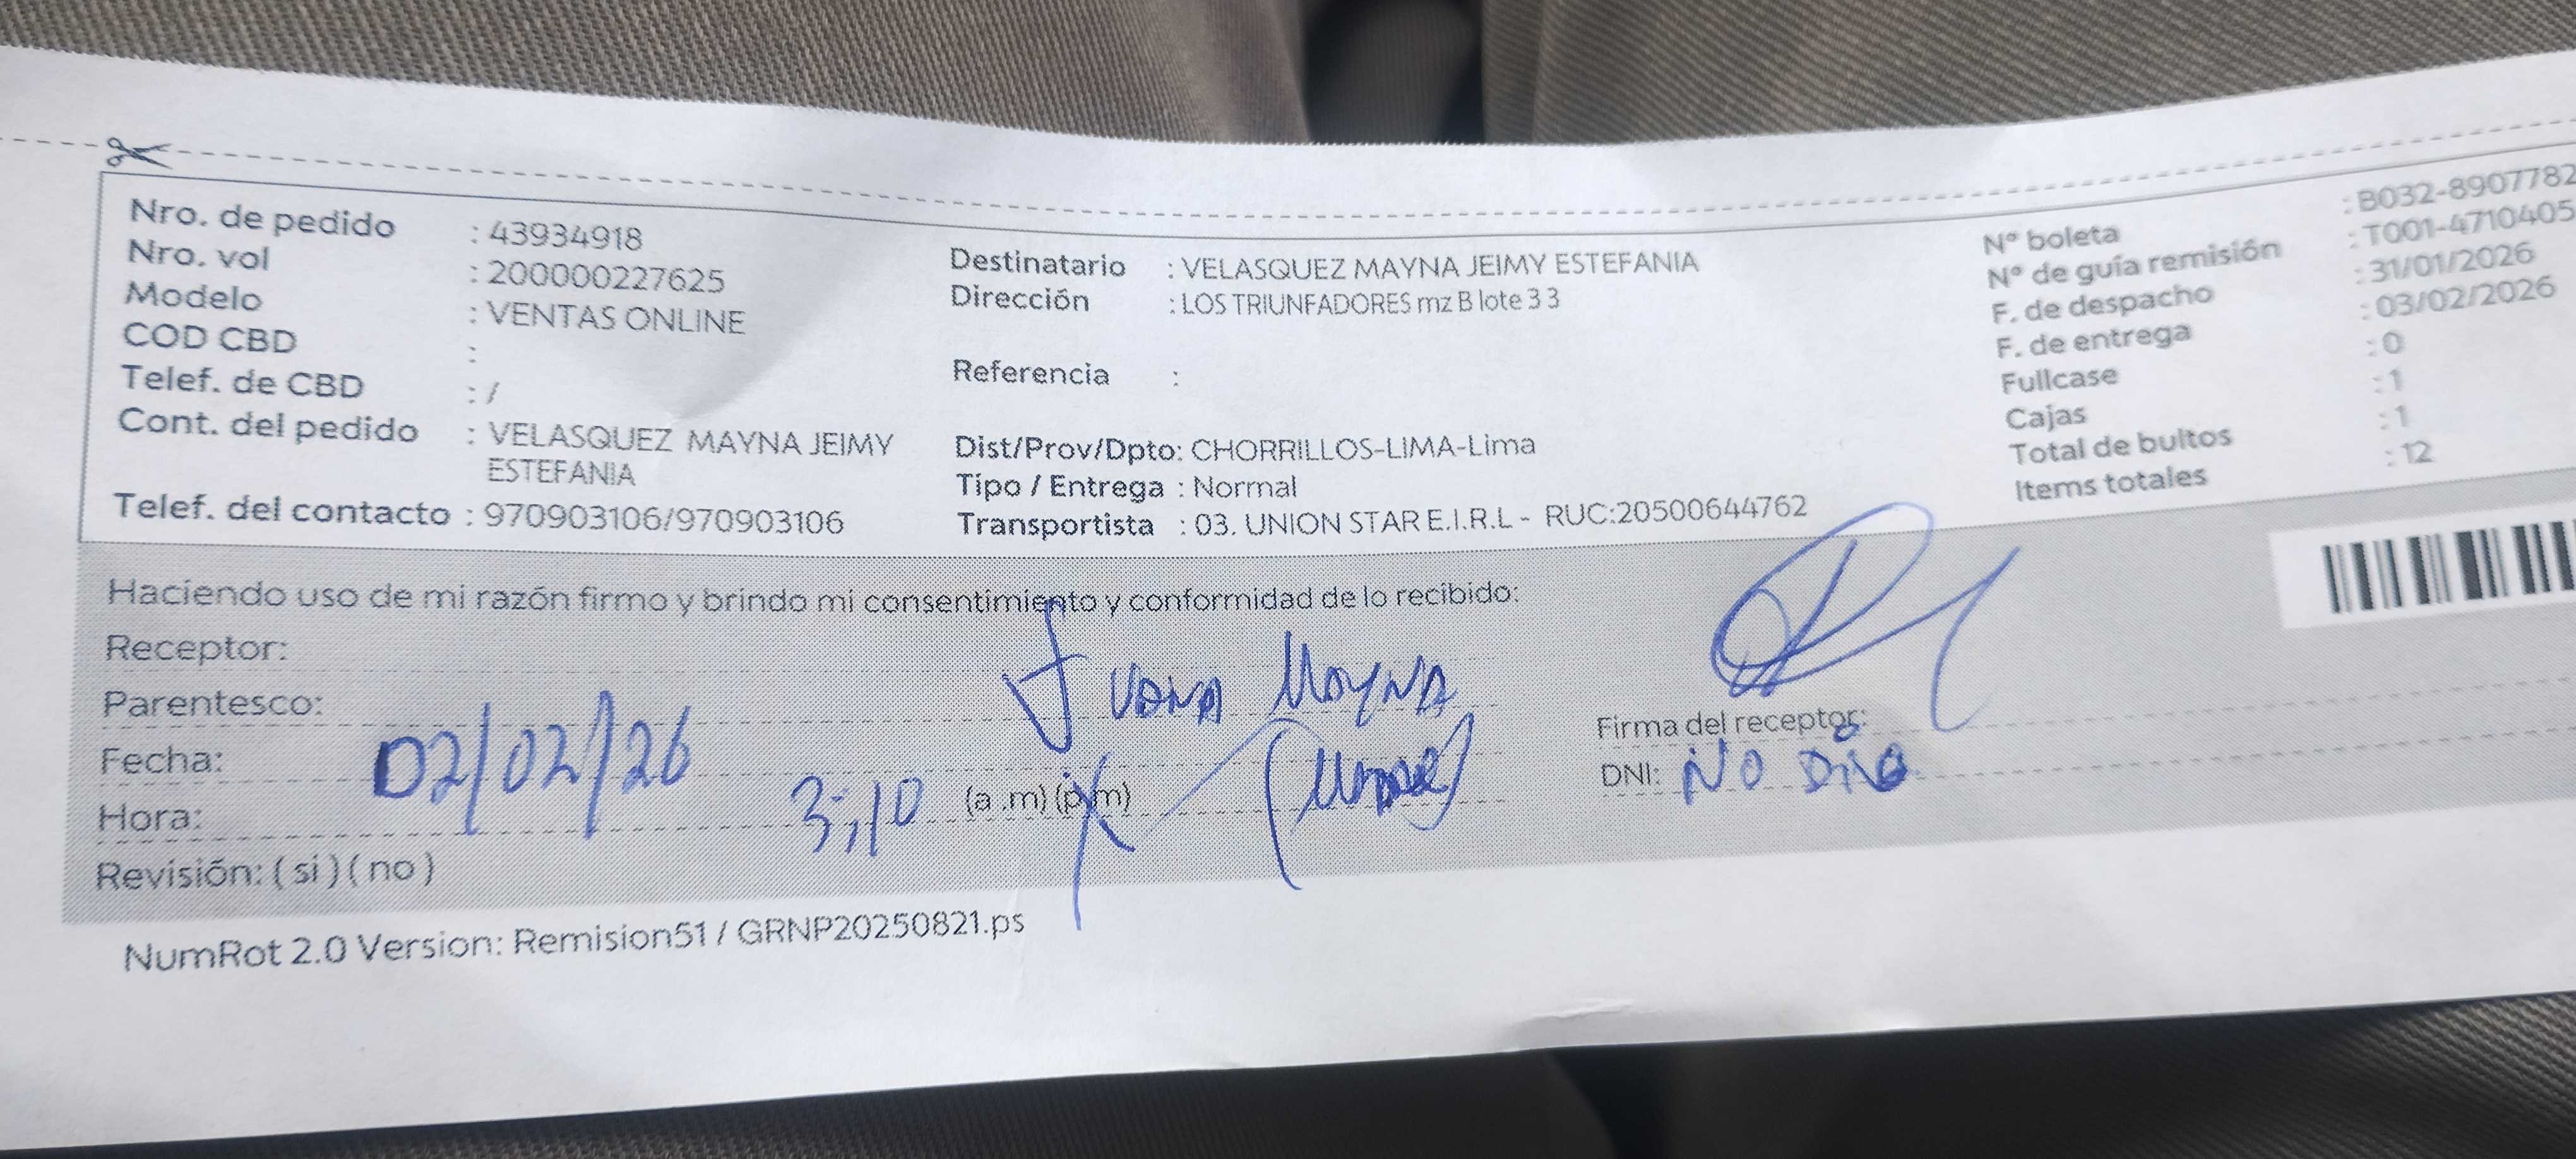 Nro. de pedido : 43934918
Nro. vol : 200000227625
Modelo : VENTAS ONLINE
COD CBD :
Telef. de CBD : /
Cont. del pedido : VELASQUEZ MAYNA JEIMY
ESTEFANIA
Telef. del contacto : 970903106/970903106
Destinatario : VELASQUEZ MAYNA JEIMY ESTEFANIA
Dirección : LOS TRIUNFADORES mz B lote 3 3
Referencia :
Dist/Prov/Dpto: CHORRILLOS-LIMA-Lima
Tipo / Entrega : Normal
Transportista : 03. UNION STAR E.I.R.L - RUC:20500644762
N° boleta : B032-8907782
N° de guía remisión : T001-4710405
F. de despacho : 31/01/2026
F. de entrega : 03/02/2026
Fullcase : 0
Cajas : 1
Total de bultos : 1
Items totales : 12
Haciendo uso de mi razón firmo y brindo mi consentimiento y conformidad de lo recibido:
Receptor:
Parentesco: MAYNA
Fecha: 02/02/26
Hora: 3:10 (a.m) (p.m)
Revisión: ( si ) ( no )
Firma del receptor:
DNI: NO DIO
NumRot 2.0 Version: Remision51 / GRNP20250821.ps